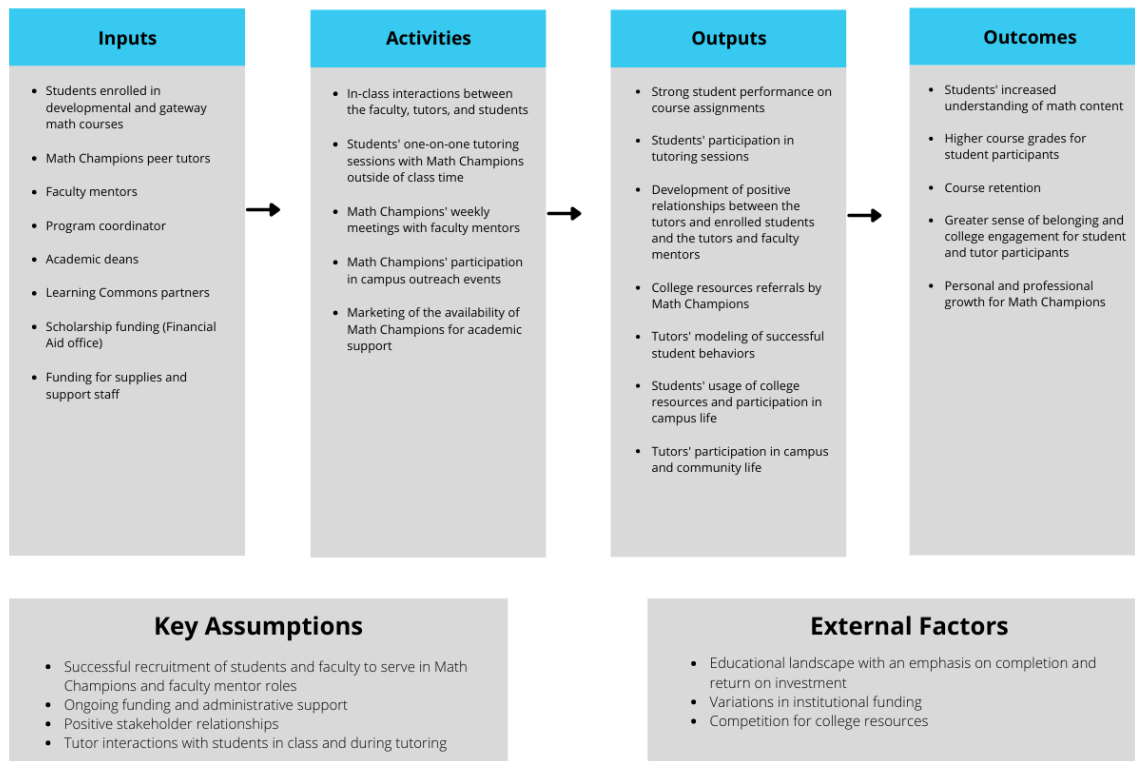 Inputs
• Students enrolled in
developmental and gateway
math courses
• Math Champions peer tutors
• Faculty mentors
• Program coordinator
• Academic deans
• Learning Commons partners
• Scholarship funding (Financial
Aid office)
• Funding for supplies and
support staff
Activities
• In-class interactions between
the faculty, tutors, and students
• Students' one-on-one tutoring
sessions with Math Champions
outside of class time
• Math Champions' weekly
meetings with faculty mentors
• Math Champions' participation
in campus outreach events
• Marketing of the availability of
Math Champions for academic
support
Outputs
• Strong student performance on
course assignments
• Students' participation in
tutoring sessions
• Development of positive
relationships between the
tutors and enrolled students
and the tutors and faculty
mentors
• College resources referrals by
Math Champions
• Tutors' modeling of successful
student behaviors
• Students' usage of college
resources and participation in
campus life
• Tutors' participation in campus
and community life
Outcomes
• Students' increased
understanding of math content
• Higher course grades for
student participants
• Course retention
• Greater sense of belonging and
college engagement for student
and tutor participants
• Personal and professional
growth for Math Champions
Key Assumptions
• Successful recruitment of students and faculty to serve in Math
Champions and faculty mentor roles
• Ongoing funding and administrative support
• Positive stakeholder relationships
• Tutor interactions with students in class and during tutoring
External Factors
• Educational landscape with an emphasis on completion and
return on investment
• Variations in institutional funding
• Competition for college resources